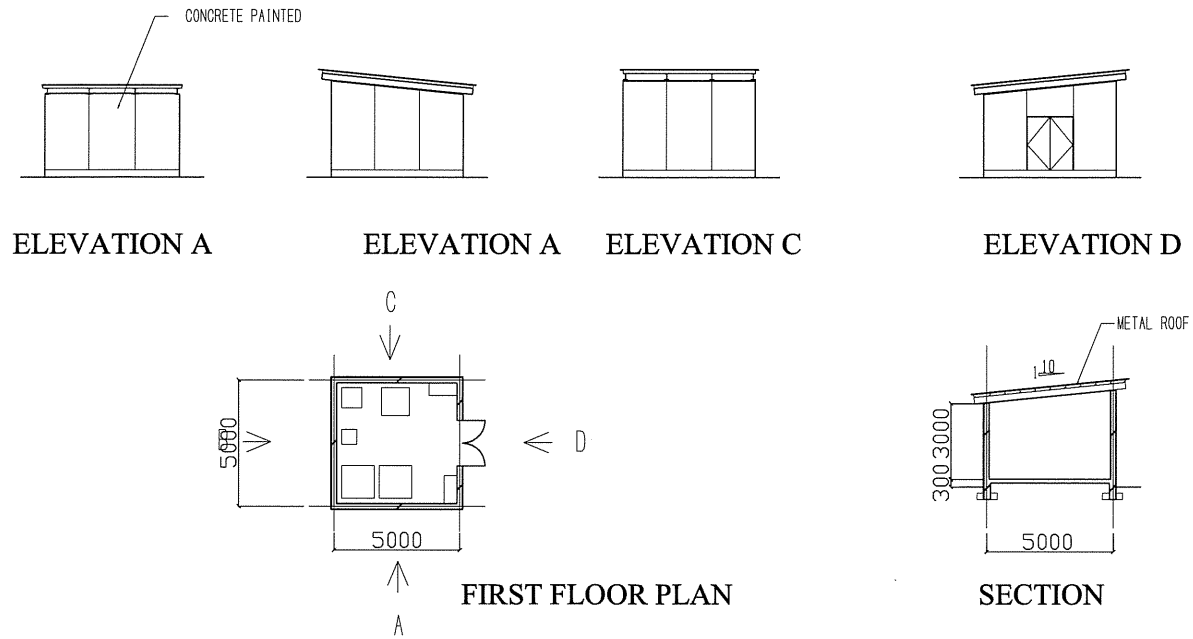 CONCRETE PAINTED
ELEVATION A
ELEVATION A
ELEVATION C
ELEVATION D
C
METAL ROOF
1 10
5000
B
D
3000
300
5000
5000
A
FIRST FLOOR PLAN
SECTION